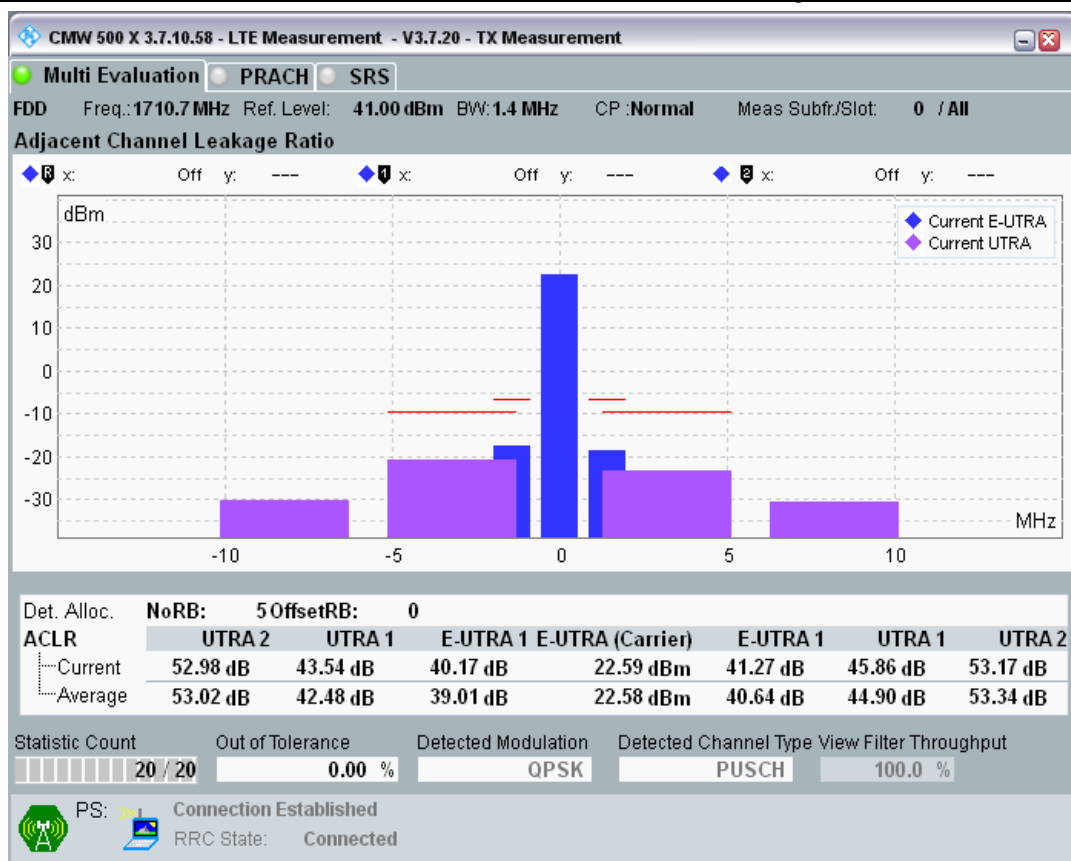 CMW 500 X 3.7.10.58 - LTE Measurement - V3.7.20 - TX Measurement
Multi Evaluation PRACH SRS
FDD Freq.: 1710.7 MHz Ref. Level: 41.00 dBm BW: 1.4 MHz CP :Normal Meas Subfr./Slot: 0 / All
Adjacent Channel Leakage Ratio
R x: Off y: --- 1 x: Off y: --- 2 x: Off y: ---
dBm
Current E-UTRA
Current UTRA
30
20
10
0
-10
-20
-30
MHz
-10 -5 0 5 10
Det. Alloc. NoRB: 5 OffsetRB: 0
ACLR UTRA 2 UTRA 1 E-UTRA 1 E-UTRA (Carrier) E-UTRA 1 UTRA 1 UTRA 2
Current 52.98 dB 43.54 dB 40.17 dB 22.59 dBm 41.27 dB 45.86 dB 53.17 dB
Average 53.02 dB 42.48 dB 39.01 dB 22.58 dBm 40.64 dB 44.90 dB 53.34 dB
Statistic Count Out of Tolerance Detected Modulation Detected Channel Type View Filter Throughput
20 / 20 0.00 % QPSK PUSCH 100.0 %
PS: Connection Established
RRC State: Connected